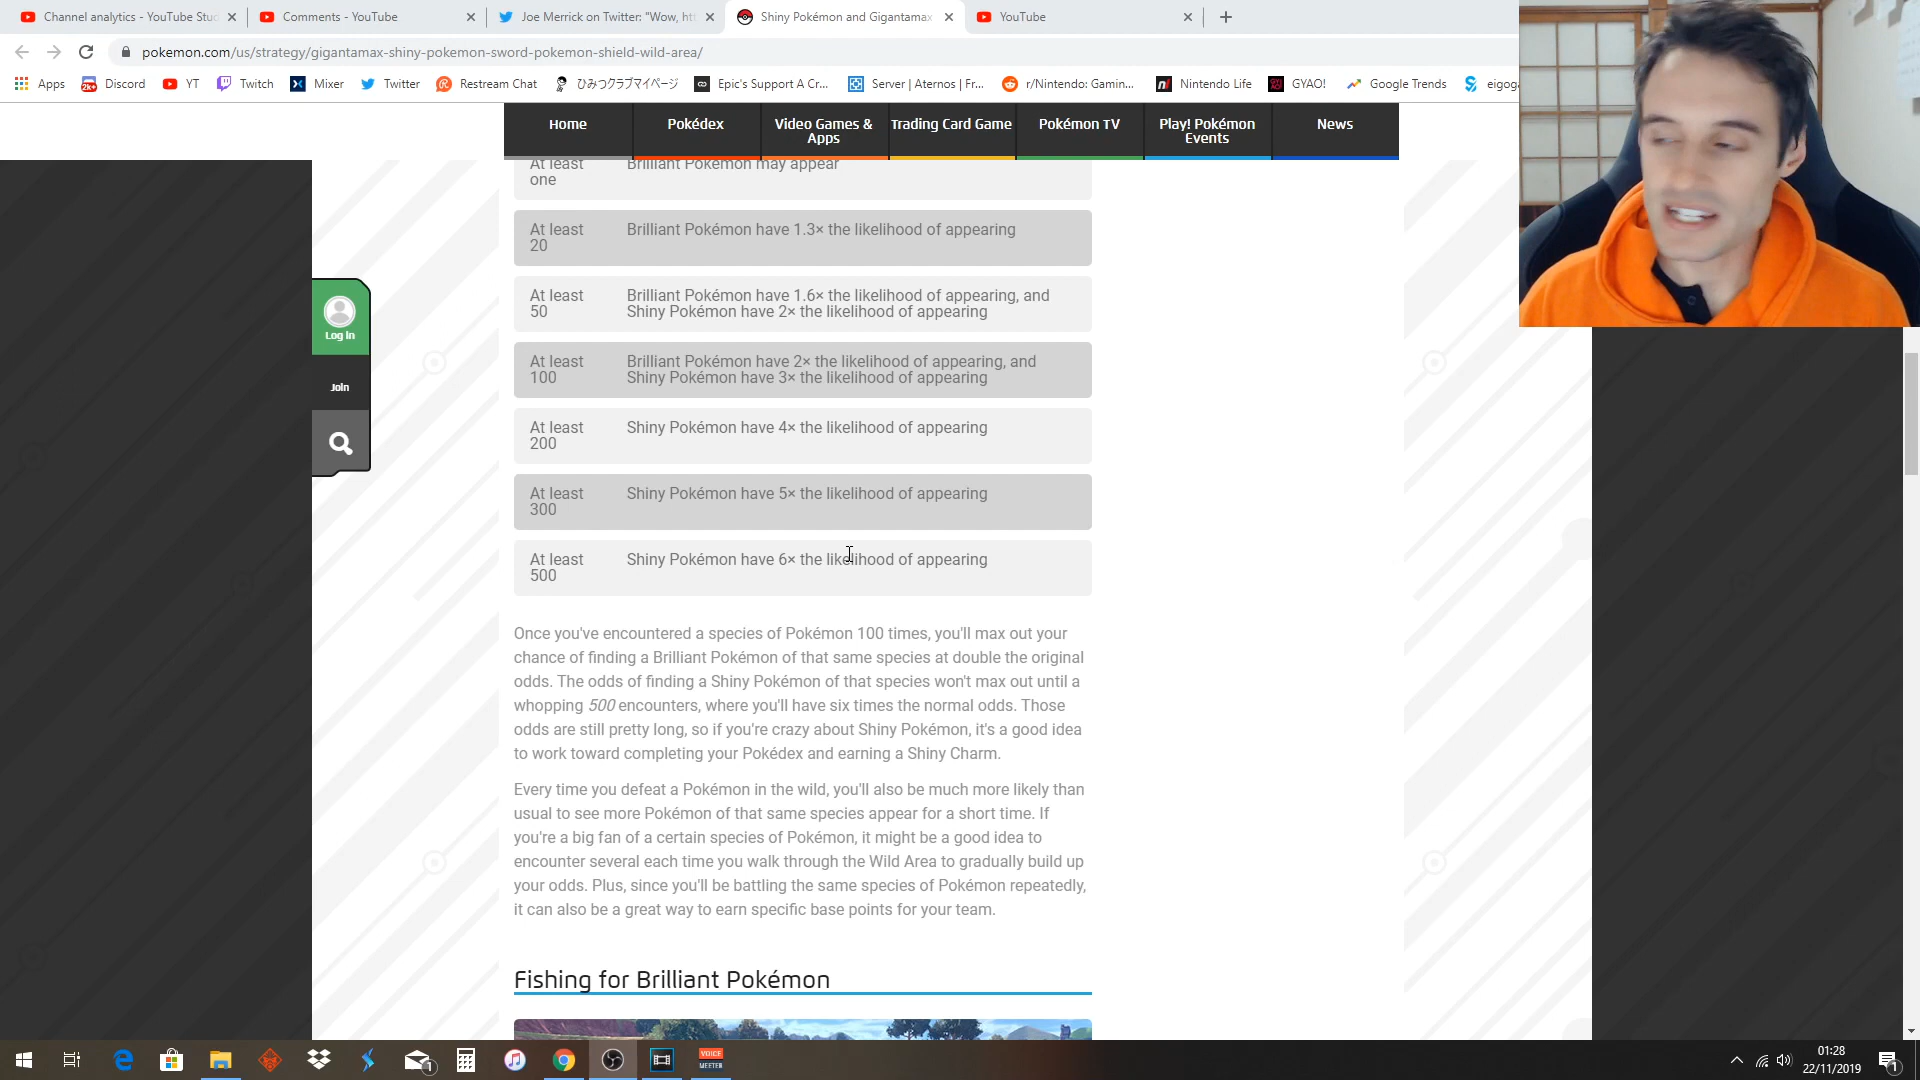 Channel analytics - YouTube Stu
Comments - YouTube
Joe Merrick on Twitter: "Wow, ht
Shiny Pokémon and Gigantamax
YouTube
pokemon.com/us/strategy/gigantamax-shiny-pokemon-sword-pokemon-shield-wild-area/
Apps
Discord
YT
Twitch
Mixer
Twitter
Restream Chat
ひみつクラブマイページ
Epic's Support A Cr...
Server | Aternos | Fr...
r/Nintendo: Gamin...
Nintendo Life
GYAO!
Google Trends
eigog
Home
Pokédex
Video Games &
Apps
Trading Card Game
Pokémon TV
Play! Pokémon
Events
News
At least
one
Brilliant Pokémon may appear
At least
20
Brilliant Pokémon have 1.3× the likelihood of appearing
At least
50
Brilliant Pokémon have 1.6× the likelihood of appearing, and
Shiny Pokémon have 2× the likelihood of appearing
At least
100
Brilliant Pokémon have 2× the likelihood of appearing, and
Shiny Pokémon have 3× the likelihood of appearing
At least
200
Shiny Pokémon have 4× the likelihood of appearing
At least
300
Shiny Pokémon have 5× the likelihood of appearing
At least
500
Shiny Pokémon have 6× the likelihood of appearing
Log In
Join
Once you've encountered a species of Pokémon 100 times, you'll max out your
chance of finding a Brilliant Pokémon of that same species at double the original
odds. The odds of finding a Shiny Pokémon of that species won't max out until a
whopping 500 encounters, where you'll have six times the normal odds. Those
odds are still pretty long, so if you're crazy about Shiny Pokémon, it's a good idea
to work toward completing your Pokédex and earning a Shiny Charm.
Every time you defeat a Pokémon in the wild, you'll also be much more likely than
usual to see more Pokémon of that same species appear for a short time. If
you're a big fan of a certain species of Pokémon, it might be a good idea to
encounter several each time you walk through the Wild Area to gradually build up
your odds. Plus, since you'll be battling the same species of Pokémon repeatedly,
it can also be a great way to earn specific base points for your team.
Fishing for Brilliant Pokémon
VOICE
MEETER
01:28
22/11/2019